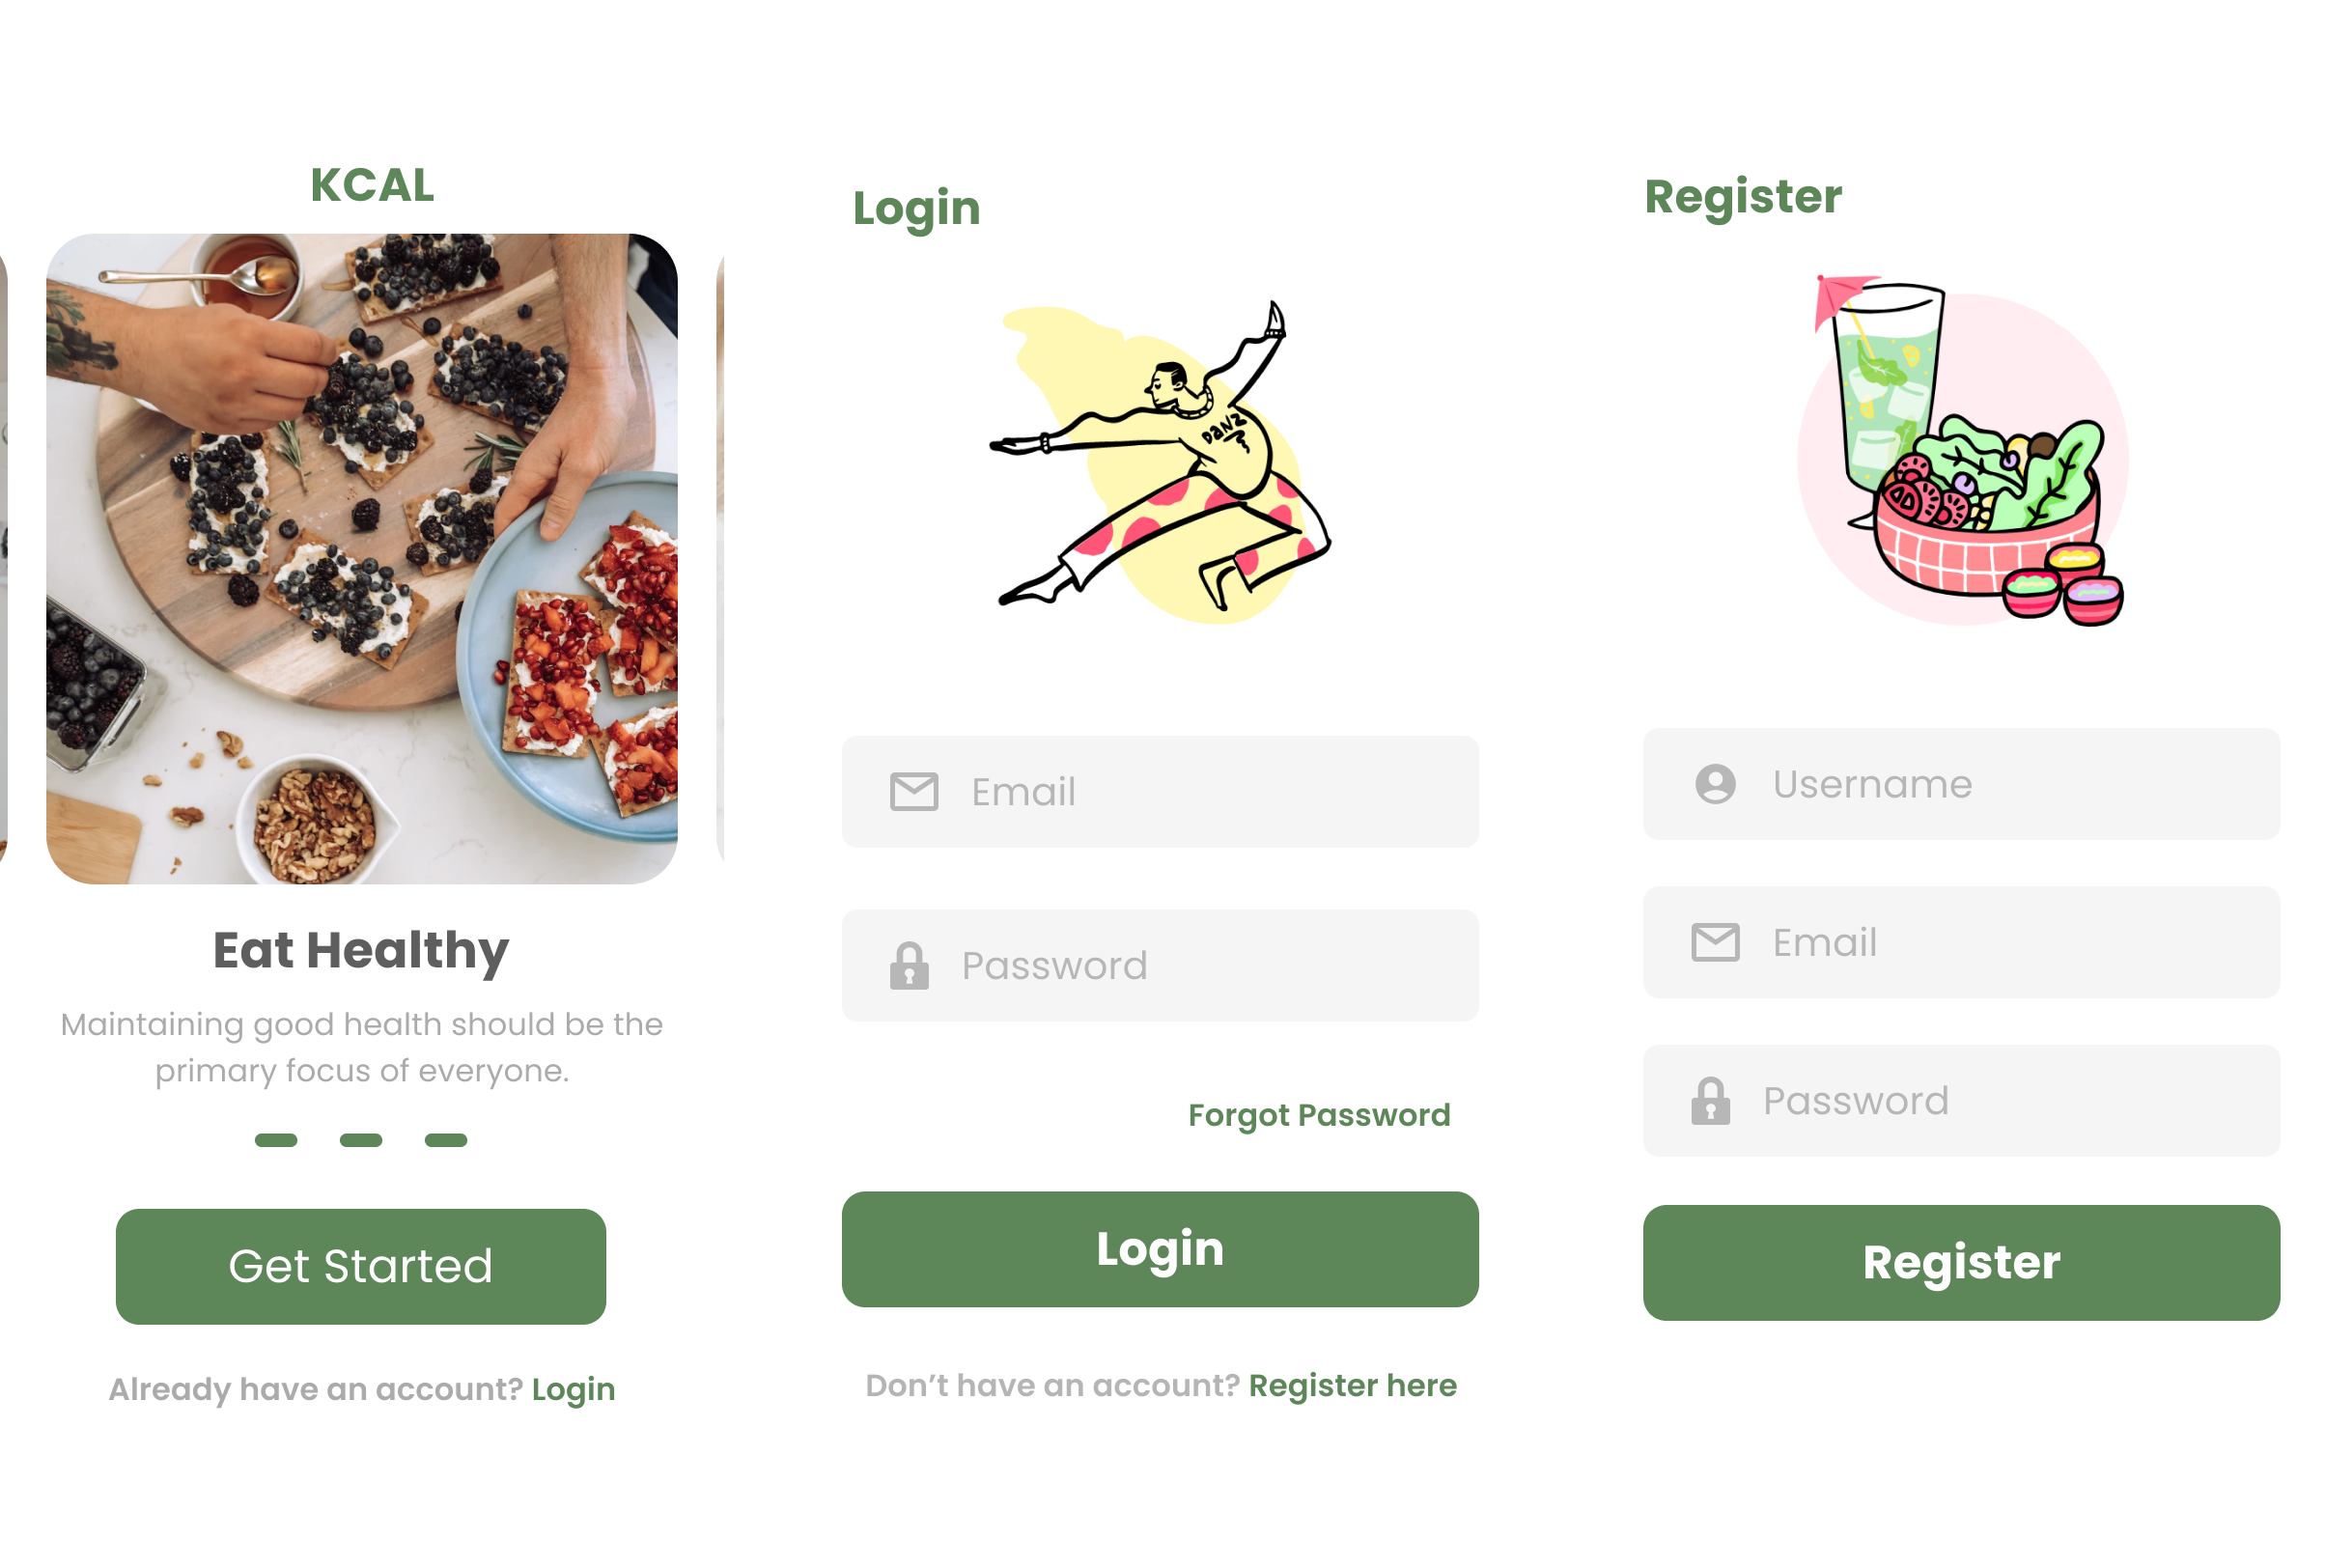 KCAL
Eat Healthy
Maintaining good health should be the
primary focus of everyone.
Get Started
Already have an account? Login
Login
DANZ
Email
Password
Forgot Password
Login
Don’t have an account? Register here
Register
Username
Email
Password
Register